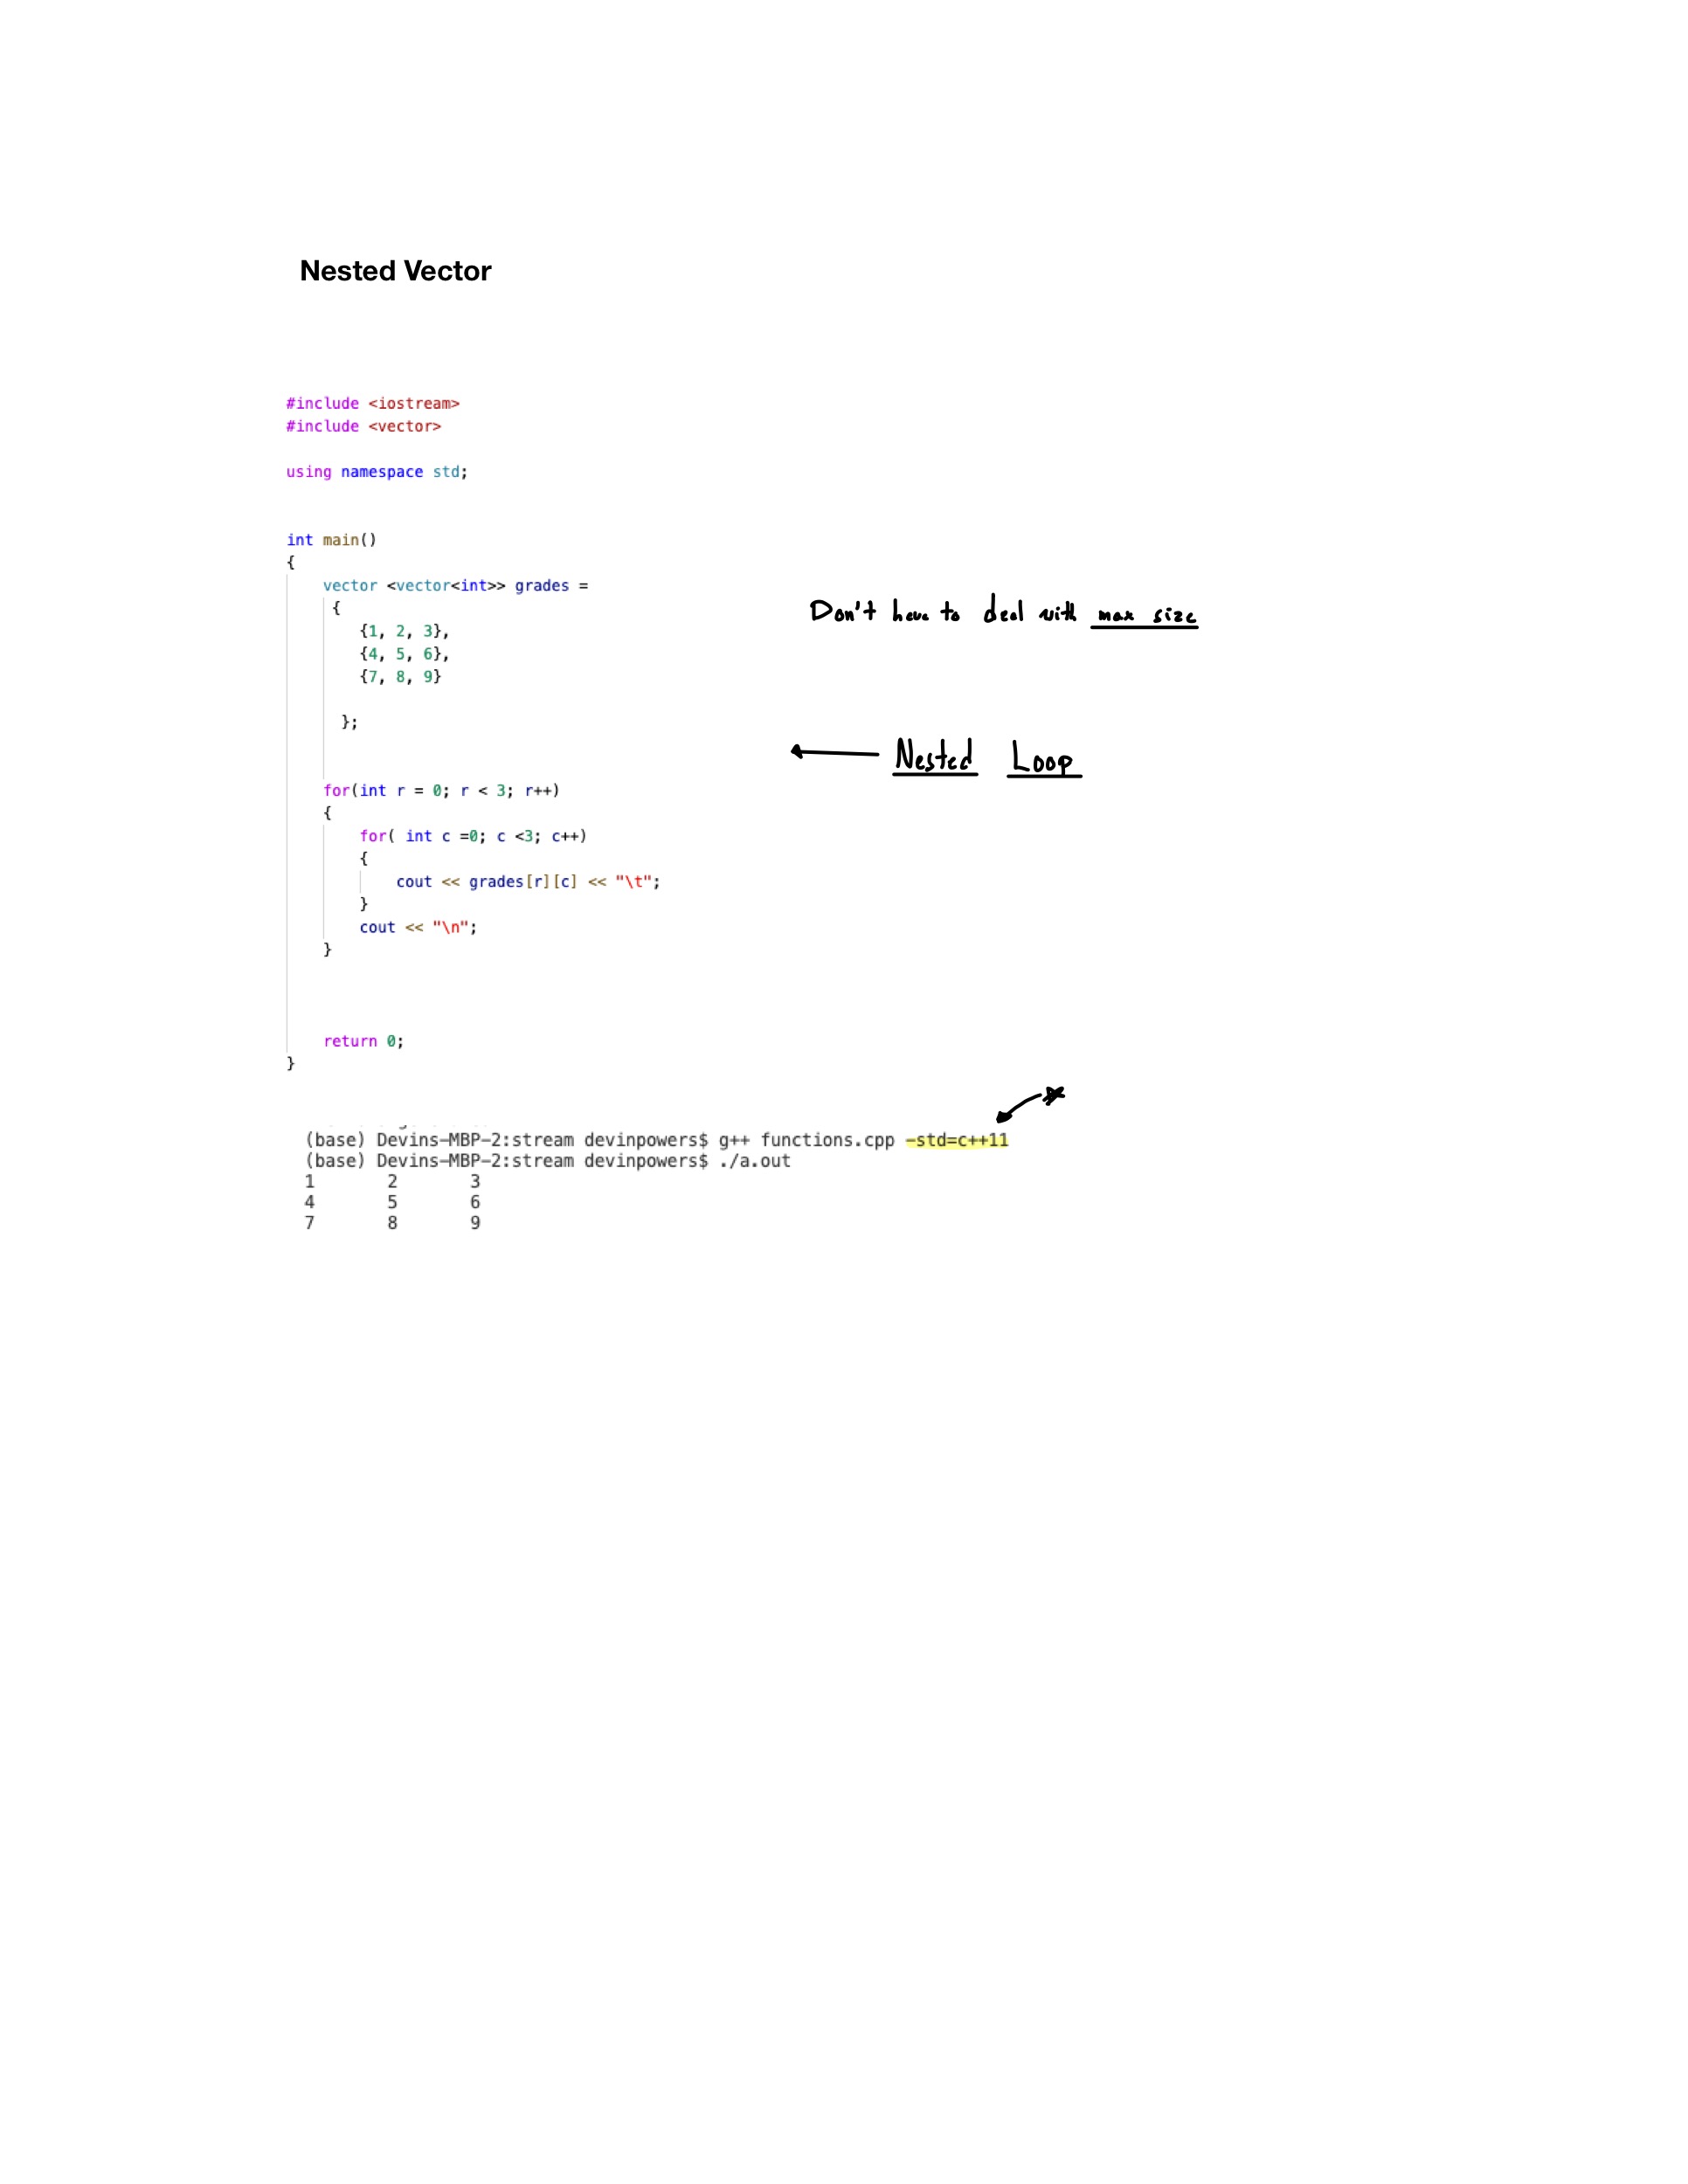 Nested Vector
#include <iostream>
#include <vector>
using namespace std;
int main()
{
vector <vector<int>> grades =
{
Don't have to deal with max size
{1, 2, 3},
{4, 5, 6},
{7, 8, 9}
};
Nested Loop
for(int r = 0; r < 3; r++)
{
for( int c =0; c <3; c++)
{
cout << grades[r][c] << "\t";
}
cout << "\n";
}
return 0;
}
(base) Devins-MBP-2:stream devinpowers$ g++ functions.cpp -std=c++11
(base) Devins-MBP-2:stream devinpowers$ ./a.out
1 2 3
4 5 6
7 8 9